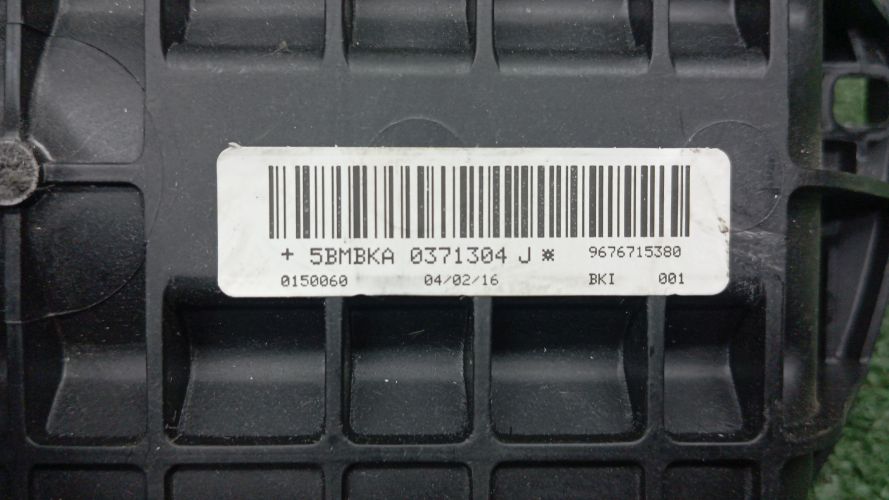 + 5BMBKA 0371304 J ※ 9676715380
0150060 04/02/16 BKI 001